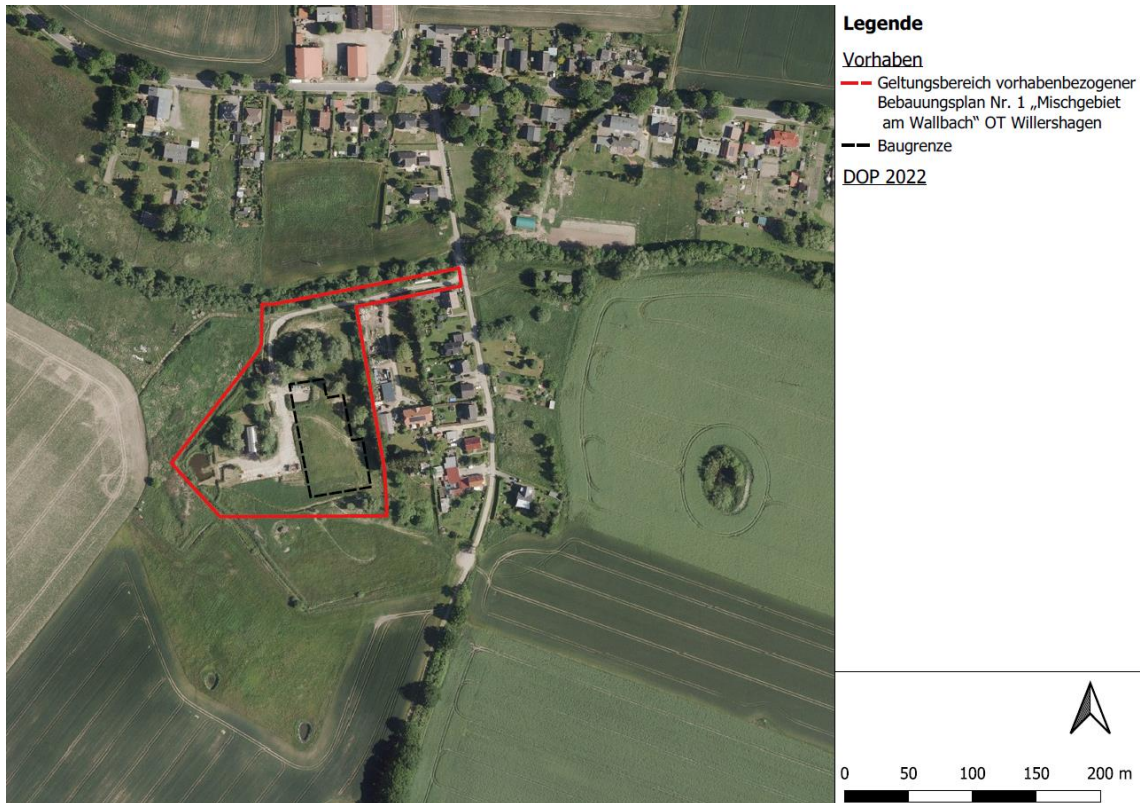 Legende
Vorhaben
Geltungsbereich vorhabenbezogener
Bebauungsplan Nr. 1 „Mischgebiet
am Wallbach“ OT Willershagen
Baugrenze
DOP 2022
0 50 100 150 200 m